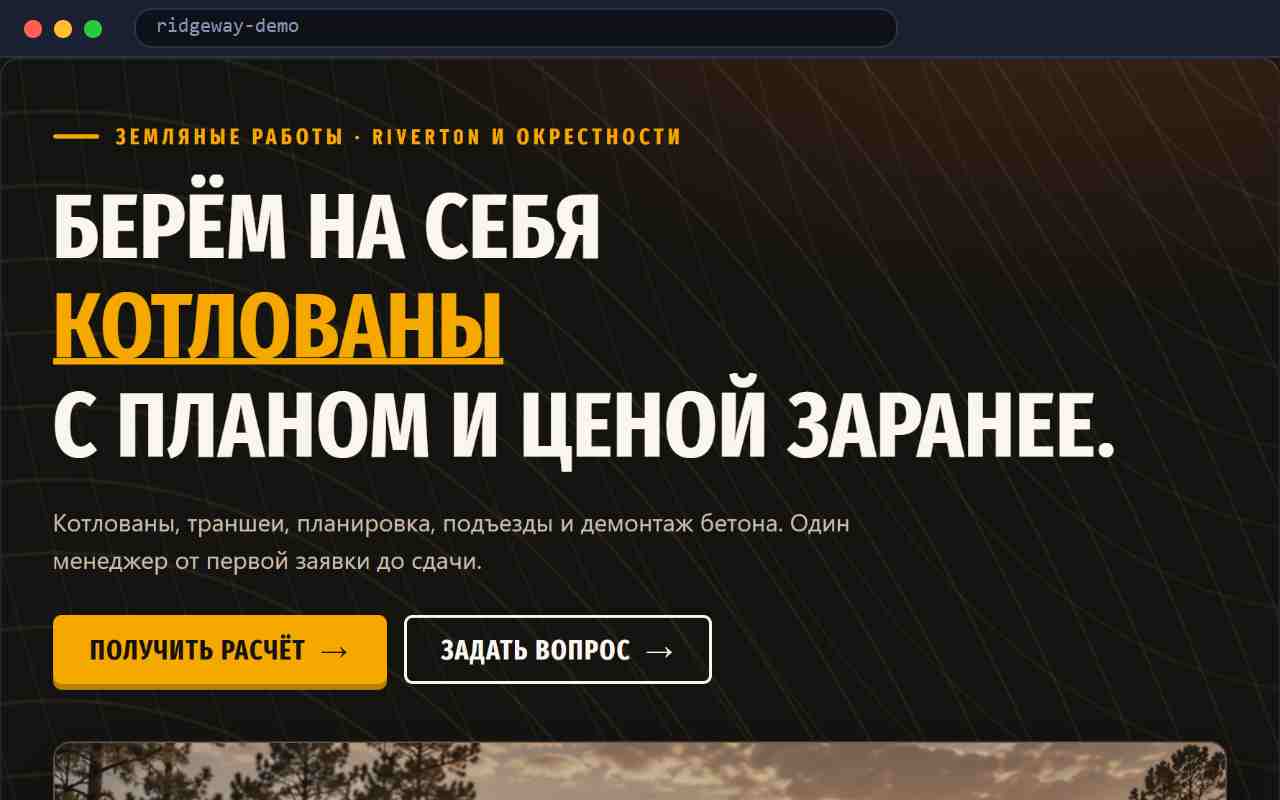 ridgeway-demo
ЗЕМЛЯНЫЕ РАБОТЫ · RIVERTON И ОКРЕСТНОСТИ
БЕРЁМ НА СЕБЯ
КОТЛОВАНЫ
С ПЛАНОМ И ЦЕНОЙ ЗАРАНЕЕ.
Котлованы, траншеи, планировка, подъезды и демонтаж бетона. Один
менеджер от первой заявки до сдачи.
ПОЛУЧИТЬ РАСЧЁТ →
ЗАДАТЬ ВОПРОС →